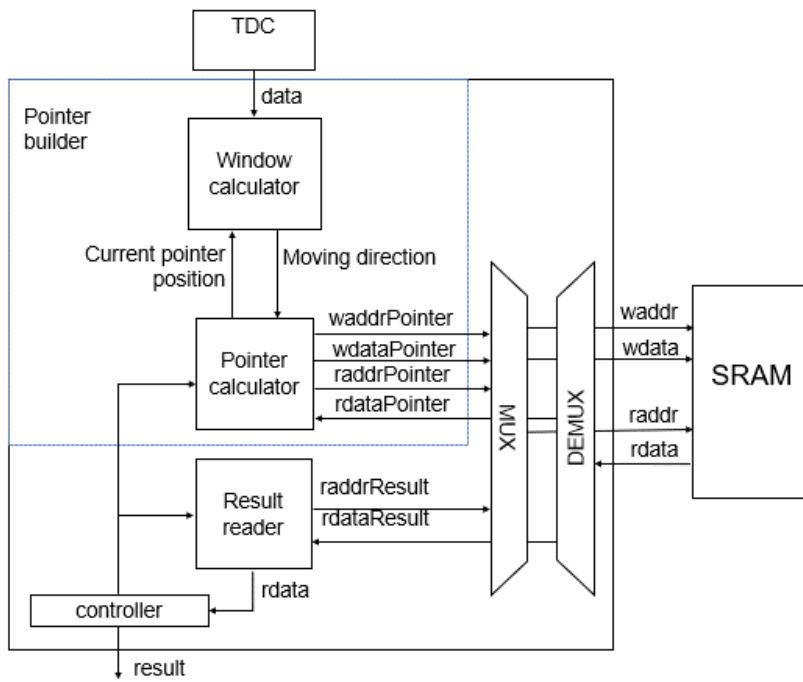 TDC
data
Pointer
builder
Window
calculator
Current pointer
position
Moving direction
waddrPointer
wdataPointer
raddrPointer
rdataPointer
Pointer
calculator
MUX
DEMUX
waddr
wdata
raddr
rdata
SRAM
Result
reader
raddrResult
rdataResult
rdata
controller
result